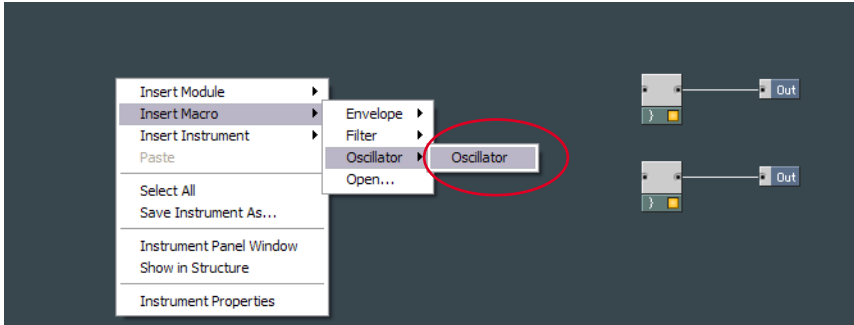 Insert Module
Insert Macro
Insert Instrument
Paste
Select All
Save Instrument As...
Instrument Panel Window
Show in Structure
Instrument Properties
Envelope
Filter
Oscillator
Open...
Oscillator
Out
Out